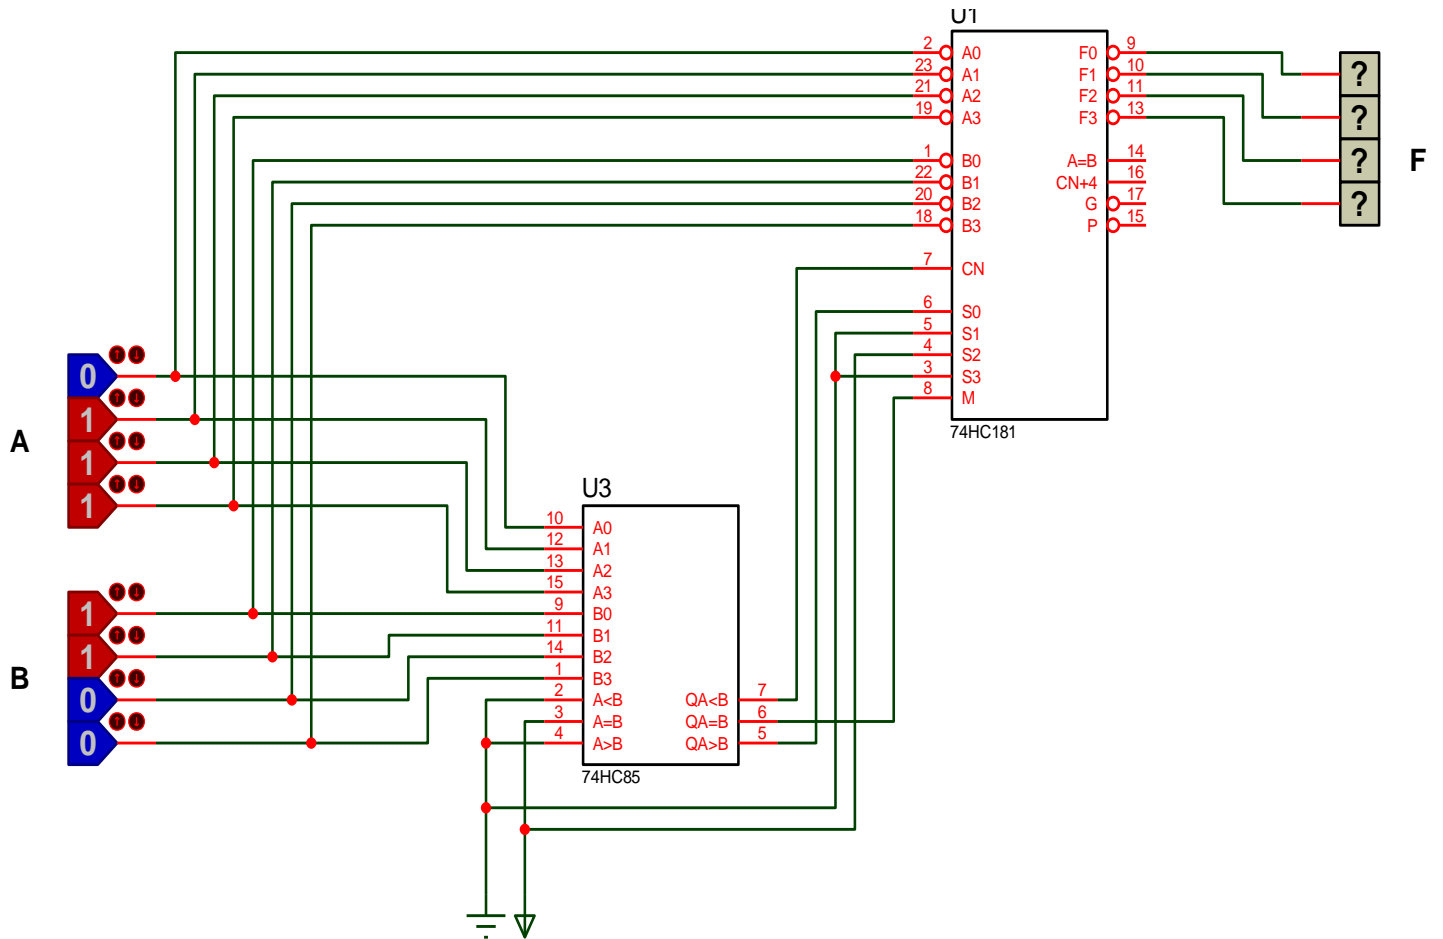 U1
2 A0 F0 9 ?
23 A1 F1 10 ?
21 A2 F2 11 ?
19 A3 F3 13 ?
1 B0 A=B 14
22 B1 CN+4 16
20 B2 G 17
18 B3 P 15
F
7 CN
6 S0
5 S1
4 S2
3 S3
8 M
74HC181
A
0
1
1
1
B
1
1
0
0
U3
10 A0
12 A1
13 A2
15 A3
9 B0
11 B1
14 B2
1 B3
2 A<B QA<B 7
3 A=B QA=B 6
4 A>B QA>B 5
74HC85